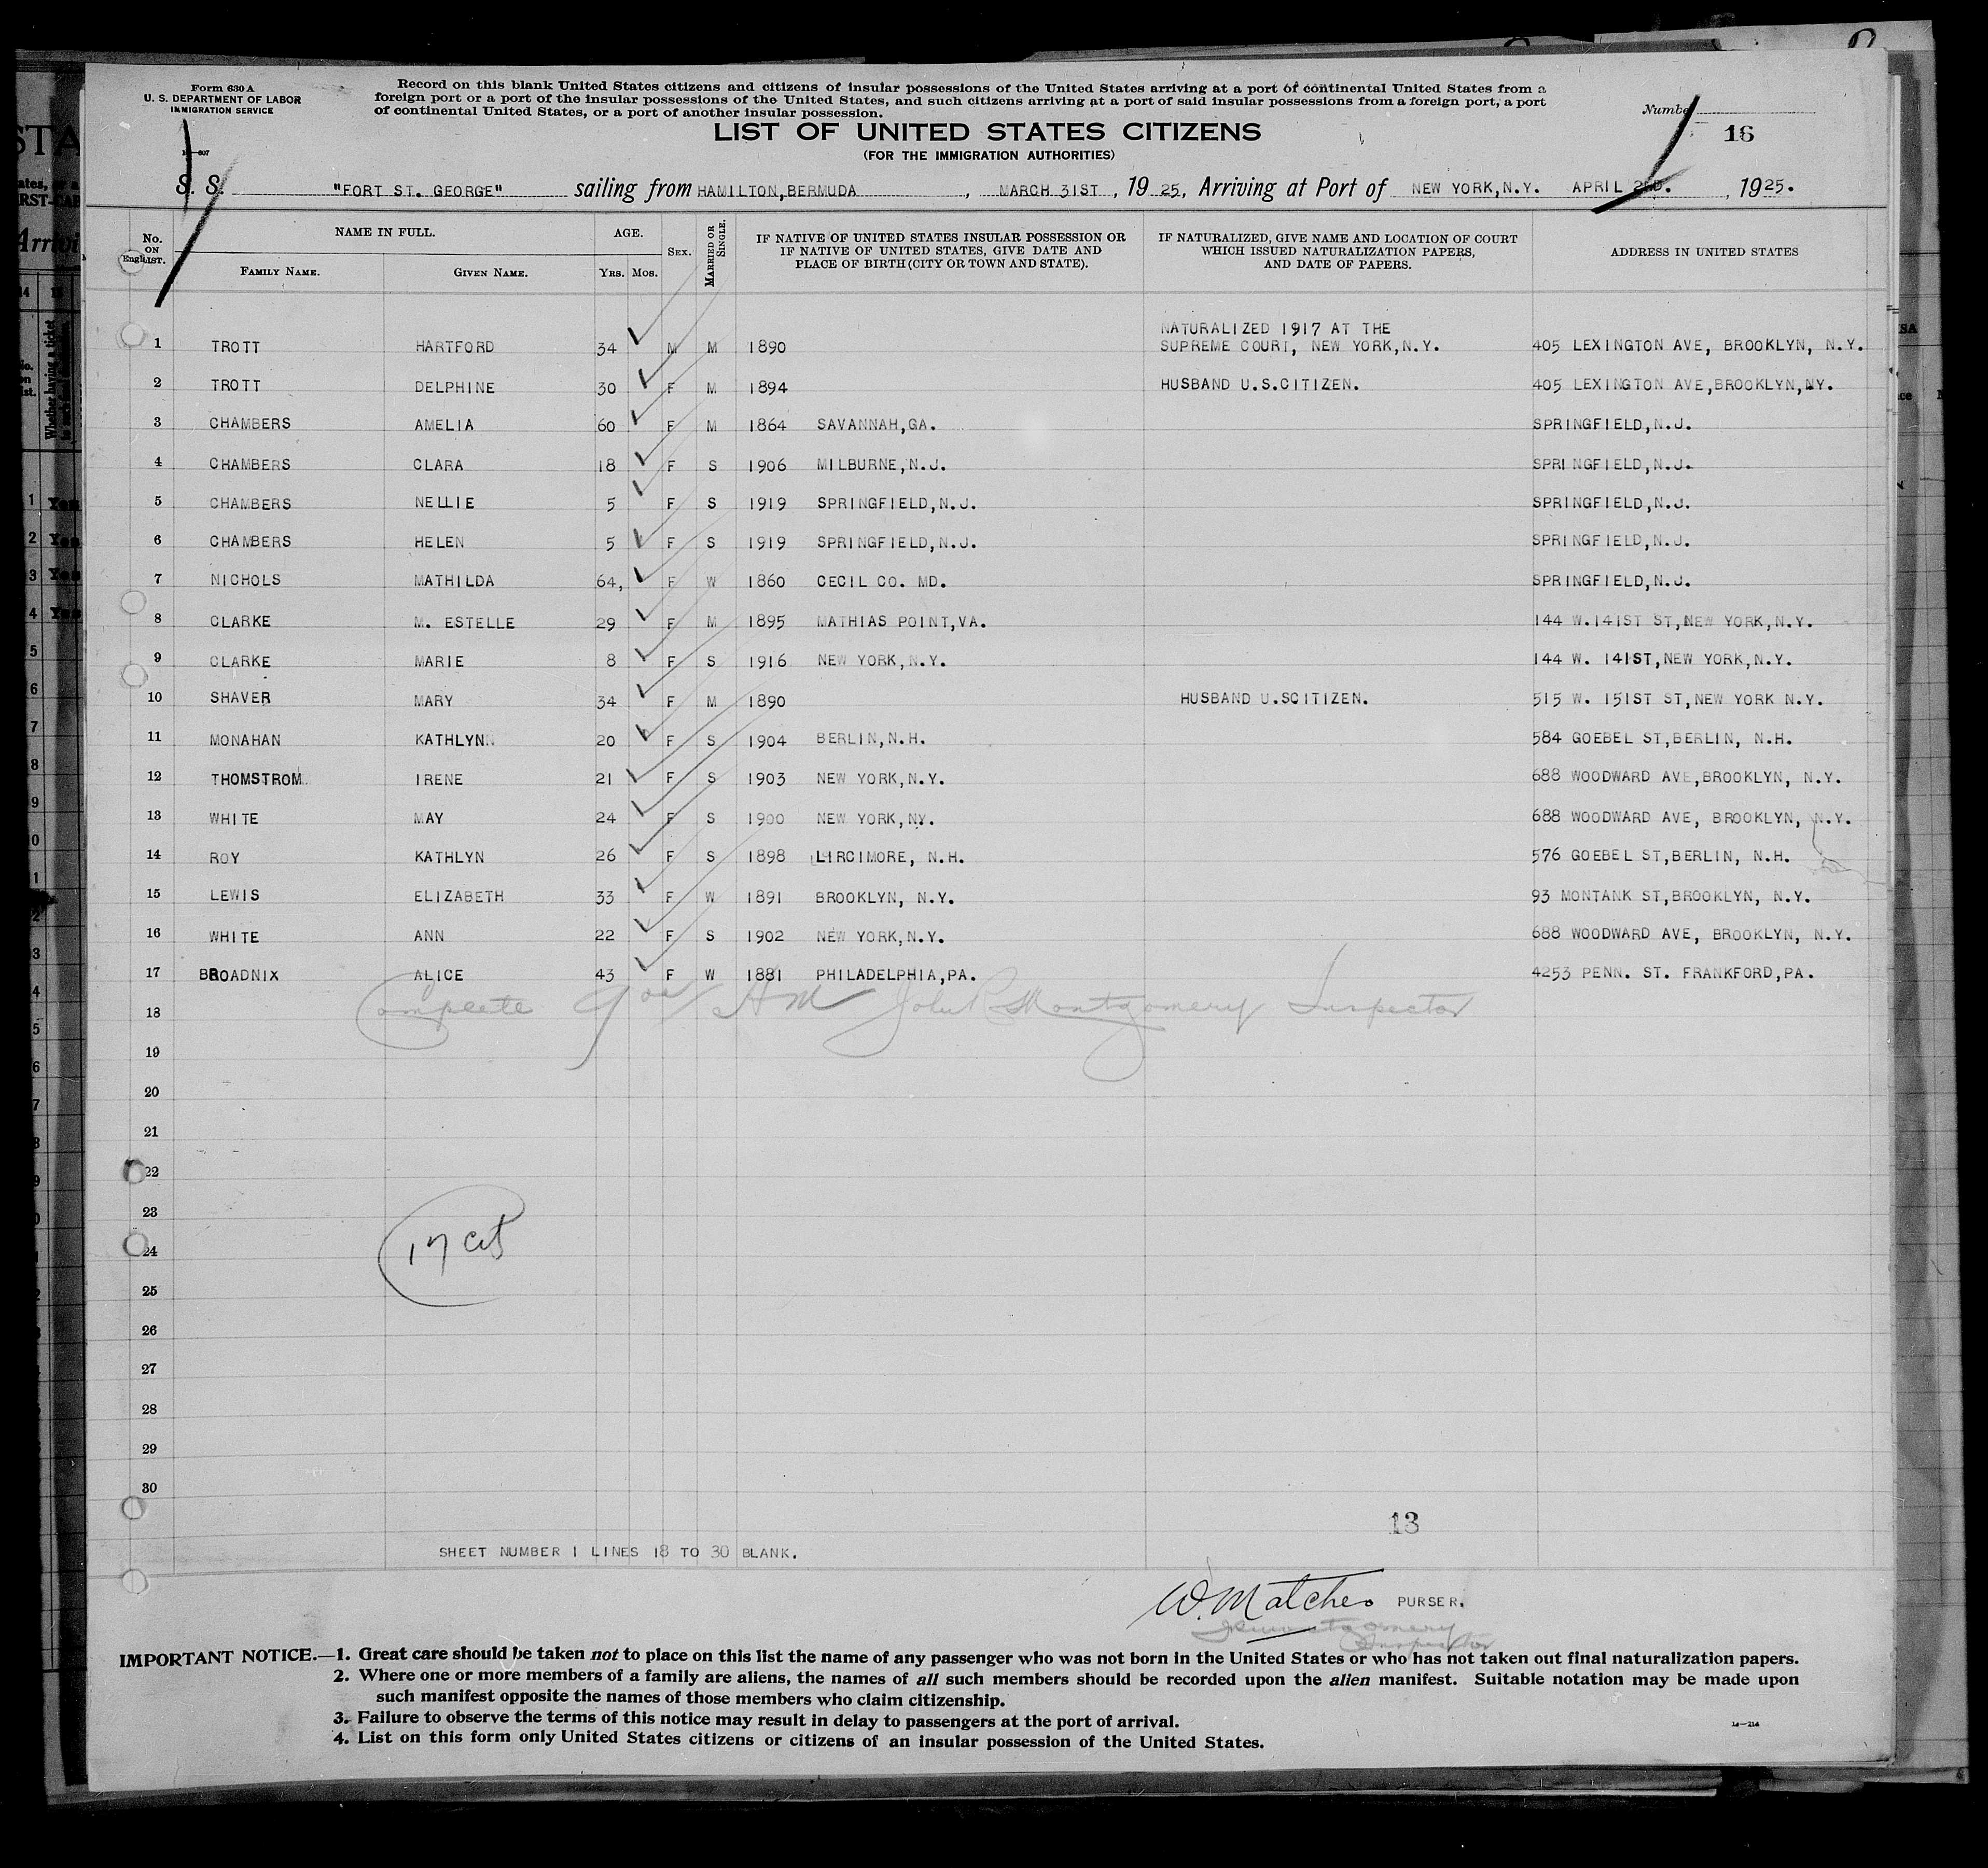 Form 630 A
U. S. DEPARTMENT OF LABOR
IMMIGRATION SERVICE
Record on this blank United States citizens and citizens of insular possessions of the United States arriving at a port of continental United States from a
foreign port or a port of the insular possessions of the United States, and such citizens arriving at a port of said insular possessions from a foreign port, a port
of continental United States, or a port of another insular possession.
Number 16
LIST OF UNITED STATES CITIZENS
(FOR THE IMMIGRATION AUTHORITIES)
S. S. "FORT ST. GEORGE" sailing from HAMILTON,BERMUDA , MARCH 31ST , 19 25, Arriving at Port of NEW YORK,N.Y. APRIL 2ND. , 1925.
No. ON LIST. NAME IN FULL. AGE. SEX. MARRIED OR SINGLE. IF NATIVE OF UNITED STATES INSULAR POSSESSION OR IF NATIVE OF UNITED STATES, GIVE DATE AND PLACE OF BIRTH (CITY OR TOWN AND STATE). IF NATURALIZED, GIVE NAME AND LOCATION OF COURT WHICH ISSUED NATURALIZATION PAPERS, AND DATE OF PAPERS. ADDRESS IN UNITED STATES
FAMILY NAME. GIVEN NAME. YRS. MOS.
NATURALIZED 1917 AT THE
1 TROTT HARTFORD 34 M M 1890 SUPREME COURT, NEW YORK,N.Y. 405 LEXINGTON AVE, BROOKLYN, N.Y.
2 TROTT DELPHINE 30 F M 1894 HUSBAND U.S.CITIZEN. 405 LEXINGTON AVE,BROOKLYN,NY.
3 CHAMBERS AMELIA 60 F M 1864 SAVANNAH,GA. SPRINGFIELD,N.J.
4 CHAMBERS CLARA 18 F S 1906 MILBURNE,N.J. SPRINGFIELD,N.J.
5 CHAMBERS NELLIE 5 F S 1919 SPRINGFIELD,N.J. SPRINGFIELD,N.J.
6 CHAMBERS HELEN 5 F S 1919 SPRINGFIELD,N.J. SPRINGFIELD,N.J.
7 NICHOLS MATHILDA 64, F W 1860 CECIL CO. MD. SPRINGFIELD,N.J.
8 CLARKE M. ESTELLE 29 F M 1895 MATHIAS POINT,VA. 144 W.141ST ST,NEW YORK,N.Y.
9 CLARKE MARIE 8 F S 1916 NEW YORK,N.Y. 144 W. 141ST,NEW YORK,N.Y.
10 SHAVER MARY 34 F M 1890 HUSBAND U.SCITIZEN. 515 W. 151ST ST,NEW YORK N.Y.
11 MONAHAN KATHLYN 20 F S 1904 BERLIN,N.H. 584 GOEBEL ST,BERLIN, N.H.
12 THOMSTROM IRENE 21 F S 1903 NEW YORK,N.Y. 688 WOODWARD AVE,BROOKLYN, N.Y.
13 WHITE MAY 24 F S 1900 NEW YORK,NY. 688 WOODWARD AVE, BROOKLYN, N.Y.
14 ROY KATHLYN 26 F S 1898 LIRCIMORE, N.H. 576 GOEBEL ST,BERLIN, N.H.
15 LEWIS ELIZABETH 33 F W 1891 BROOKLYN, N.Y. 93 MONTANK ST,BROOKLYN, N.Y.
16 WHITE ANN 22 F S 1902 NEW YORK,N.Y. 688 WOODWARD AVE, BROOKLYN, N.Y.
17 BROADNIX ALICE 43 F W 1881 PHILADELPHIA,PA. 4253 PENN. ST. FRANKFORD,PA.
Complete 9 AM John R Montgomery Inspector
18
19
20
21
22
23
17 cit
24
25
26
27
28
29
30
13
SHEET NUMBER 1 LINES 18 TO 30 BLANK.
W. Matches PURSER.
Montgomery
Inspector
IMPORTANT NOTICE.—1. Great care should be taken not to place on this list the name of any passenger who was not born in the United States or who has not taken out final naturalization papers.
2. Where one or more members of a family are aliens, the names of all such members should be recorded upon the alien manifest. Suitable notation may be made upon
such manifest opposite the names of those members who claim citizenship.
3. Failure to observe the terms of this notice may result in delay to passengers at the port of arrival.
4. List on this form only United States citizens or citizens of an insular possession of the United States.